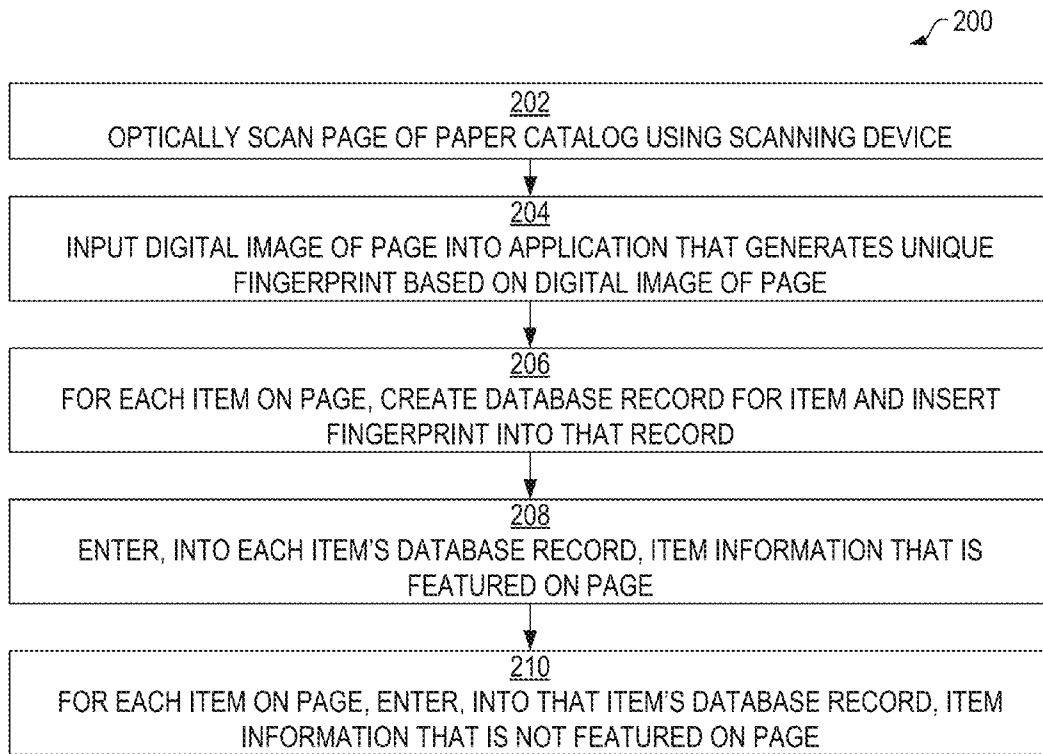 200
202
OPTICALLY SCAN PAGE OF PAPER CATALOG USING SCANNING DEVICE
204
INPUT DIGITAL IMAGE OF PAGE INTO APPLICATION THAT GENERATES UNIQUE
FINGERPRINT BASED ON DIGITAL IMAGE OF PAGE
206
FOR EACH ITEM ON PAGE, CREATE DATABASE RECORD FOR ITEM AND INSERT
FINGERPRINT INTO THAT RECORD
208
ENTER, INTO EACH ITEM'S DATABASE RECORD, ITEM INFORMATION THAT IS
FEATURED ON PAGE
210
FOR EACH ITEM ON PAGE, ENTER, INTO THAT ITEM'S DATABASE RECORD, ITEM
INFORMATION THAT IS NOT FEATURED ON PAGE